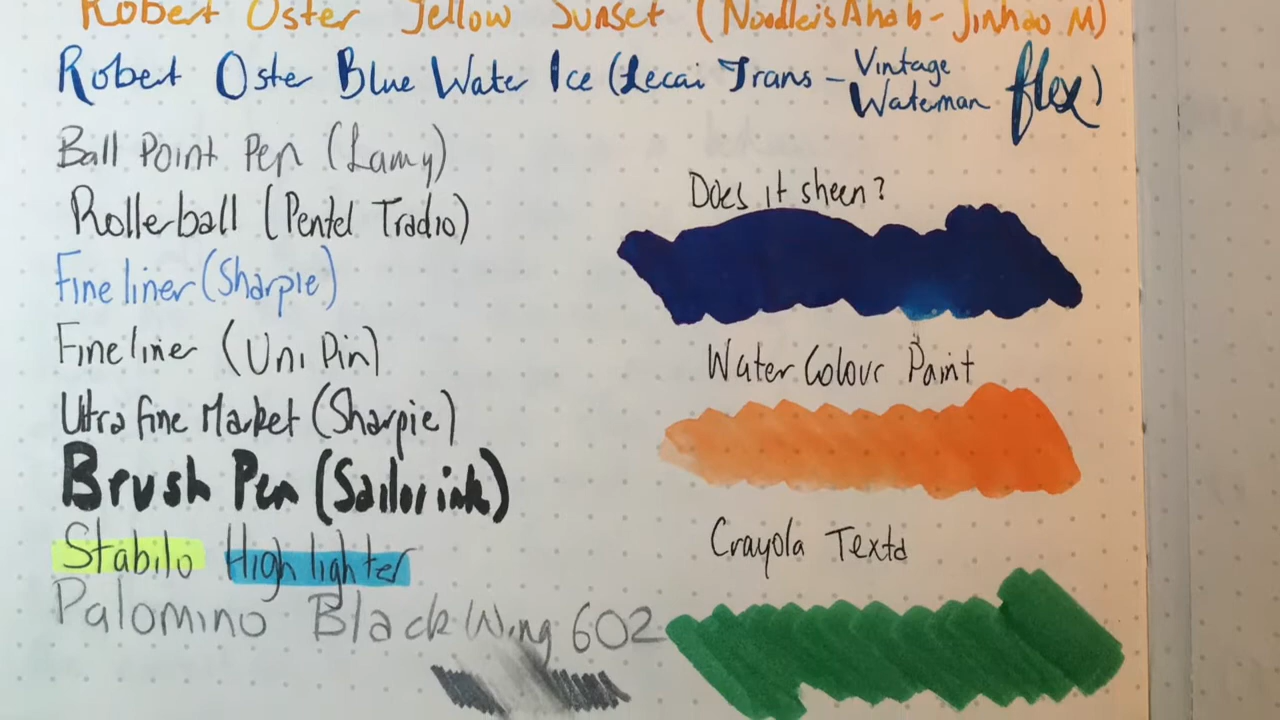 Robert Oster Yellow Sunset (Noodler's Ahab - Jinhao M)
Robert Oster Blue Water Ice (Lecai Trans - Vintage Waterman flex)
Ball Point Pen (Lamy)
Does it sheen?
Rollerball (Pentel Tradio)
Fineliner (Sharpie)
Fineliner (Uni Pin)
Water Colour Paint
Ultra fine Market (Sharpie)
Brush Pen (Sailor ink)
Stabilo Highlighter
Crayola Texta
Palomino BlackWing 602